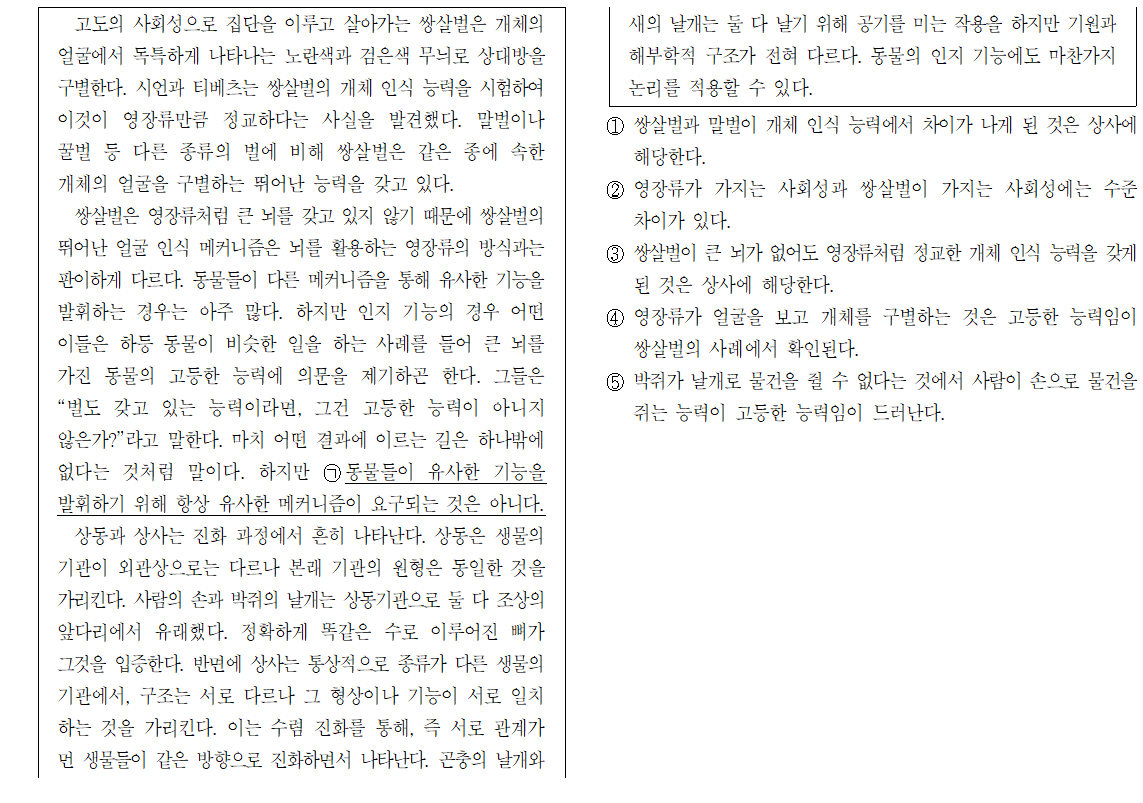 고도의 사회성으로 집단을 이루고 살아가는 쌍살벌은 개체의
얼굴에서 독특하게 나타나는 노란색과 검은색 무늬로 상대방을
구별한다. 시언과 티베츠는 쌍살벌의 개체 인식 능력을 시험하여
이것이 영장류만큼 정교하다는 사실을 발견했다. 말벌이나
꿀벌 등 다른 종류의 벌에 비해 쌍살벌은 같은 종에 속한
개체의 얼굴을 구별하는 뛰어난 능력을 갖고 있다.
쌍살벌은 영장류처럼 큰 뇌를 갖고 있지 않기 때문에 쌍살벌의
뛰어난 얼굴 인식 메커니즘은 뇌를 활용하는 영장류의 방식과는
판이하게 다르다. 동물들이 다른 메커니즘을 통해 유사한 기능을
발휘하는 경우는 아주 많다. 하지만 인지 기능의 경우 어떤
이들은 하등 동물이 비슷한 일을 하는 사례를 들어 큰 뇌를
가진 동물의 고등한 능력에 의문을 제기하곤 한다. 그들은
“벌도 갖고 있는 능력이라면, 그건 고등한 능력이 아니지
않은가?”라고 말한다. 마치 어떤 결과에 이르는 길은 하나밖에
없다는 것처럼 말이다. 하지만 ㉠동물들이 유사한 기능을
발휘하기 위해 항상 유사한 메커니즘이 요구되는 것은 아니다.
상동과 상사는 진화 과정에서 흔히 나타난다. 상동은 생물의
기관이 외관상으로는 다르나 본래 기관의 원형은 동일한 것을
가리킨다. 사람의 손과 박쥐의 날개는 상동기관으로 둘 다 조상의
앞다리에서 유래했다. 정확하게 똑같은 수로 이루어진 뼈가
그것을 입증한다. 반면에 상사는 통상적으로 종류가 다른 생물의
기관에서, 구조는 서로 다르나 그 형상이나 기능이 서로 일치
하는 것을 가리킨다. 이는 수렴 진화를 통해, 즉 서로 관계가
먼 생물들이 같은 방향으로 진화하면서 나타난다. 곤충의 날개와
새의 날개는 둘 다 날기 위해 공기를 미는 작용을 하지만 기원과
해부학적 구조가 전혀 다르다. 동물의 인지 기능에도 마찬가지
논리를 적용할 수 있다.
① 쌍살벌과 말벌이 개체 인식 능력에서 차이가 나게 된 것은 상사에
해당한다.
② 영장류가 가지는 사회성과 쌍살벌이 가지는 사회성에는 수준
차이가 있다.
③ 쌍살벌이 큰 뇌가 없어도 영장류처럼 정교한 개체 인식 능력을 갖게
된 것은 상사에 해당한다.
④ 영장류가 얼굴을 보고 개체를 구별하는 것은 고등한 능력임이
쌍살벌의 사례에서 확인된다.
⑤ 박쥐가 날개로 물건을 쥘 수 없다는 것에서 사람이 손으로 물건을
쥐는 능력이 고등한 능력임이 드러난다.